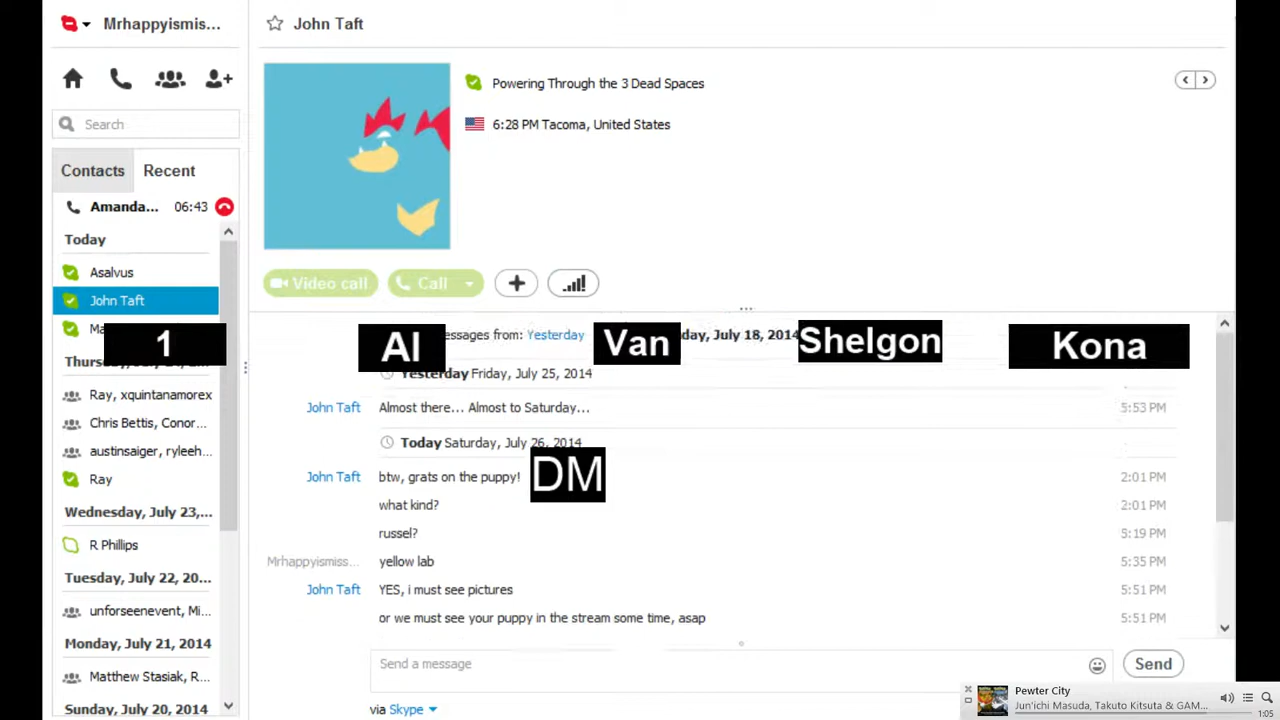 Mrhappyismiss...
John Taft
Powering Through the 3 Dead Spaces
6:28 PM Tacoma, United States
Search
Contacts Recent
Amanda... 06:43
Today
Asalvus
John Taft
Video call
Call
1
Al
Van
Shelgon
Kona
essages from: Yesterday
day, July 18, 2014
Yesterday Friday, July 25, 2014
Ray, xquintanamorex
John Taft Almost there... Almost to Saturday... 5:53 PM
Chris Bettis, Conor...
Today Saturday, July 26, 2014
austinsaiger, ryleeh...
DM
Ray
John Taft btw, grats on the puppy! 2:01 PM
what kind? 2:01 PM
Wednesday, July 23,...
russel? 5:19 PM
R Phillips
Mrhappyismiss... yellow lab 5:35 PM
Tuesday, July 22, 20...
John Taft YES, i must see pictures 5:51 PM
unforseenevent, Mi...
or we must see your puppy in the stream some time, asap 5:51 PM
Monday, July 21, 2014
Matthew Stasiak, R...
Sunday, July 20, 2014
Send a message
Send
via Skype
Pewter City
Jun'ichi Masuda, Takuto Kitsuta & GAM...
1:05